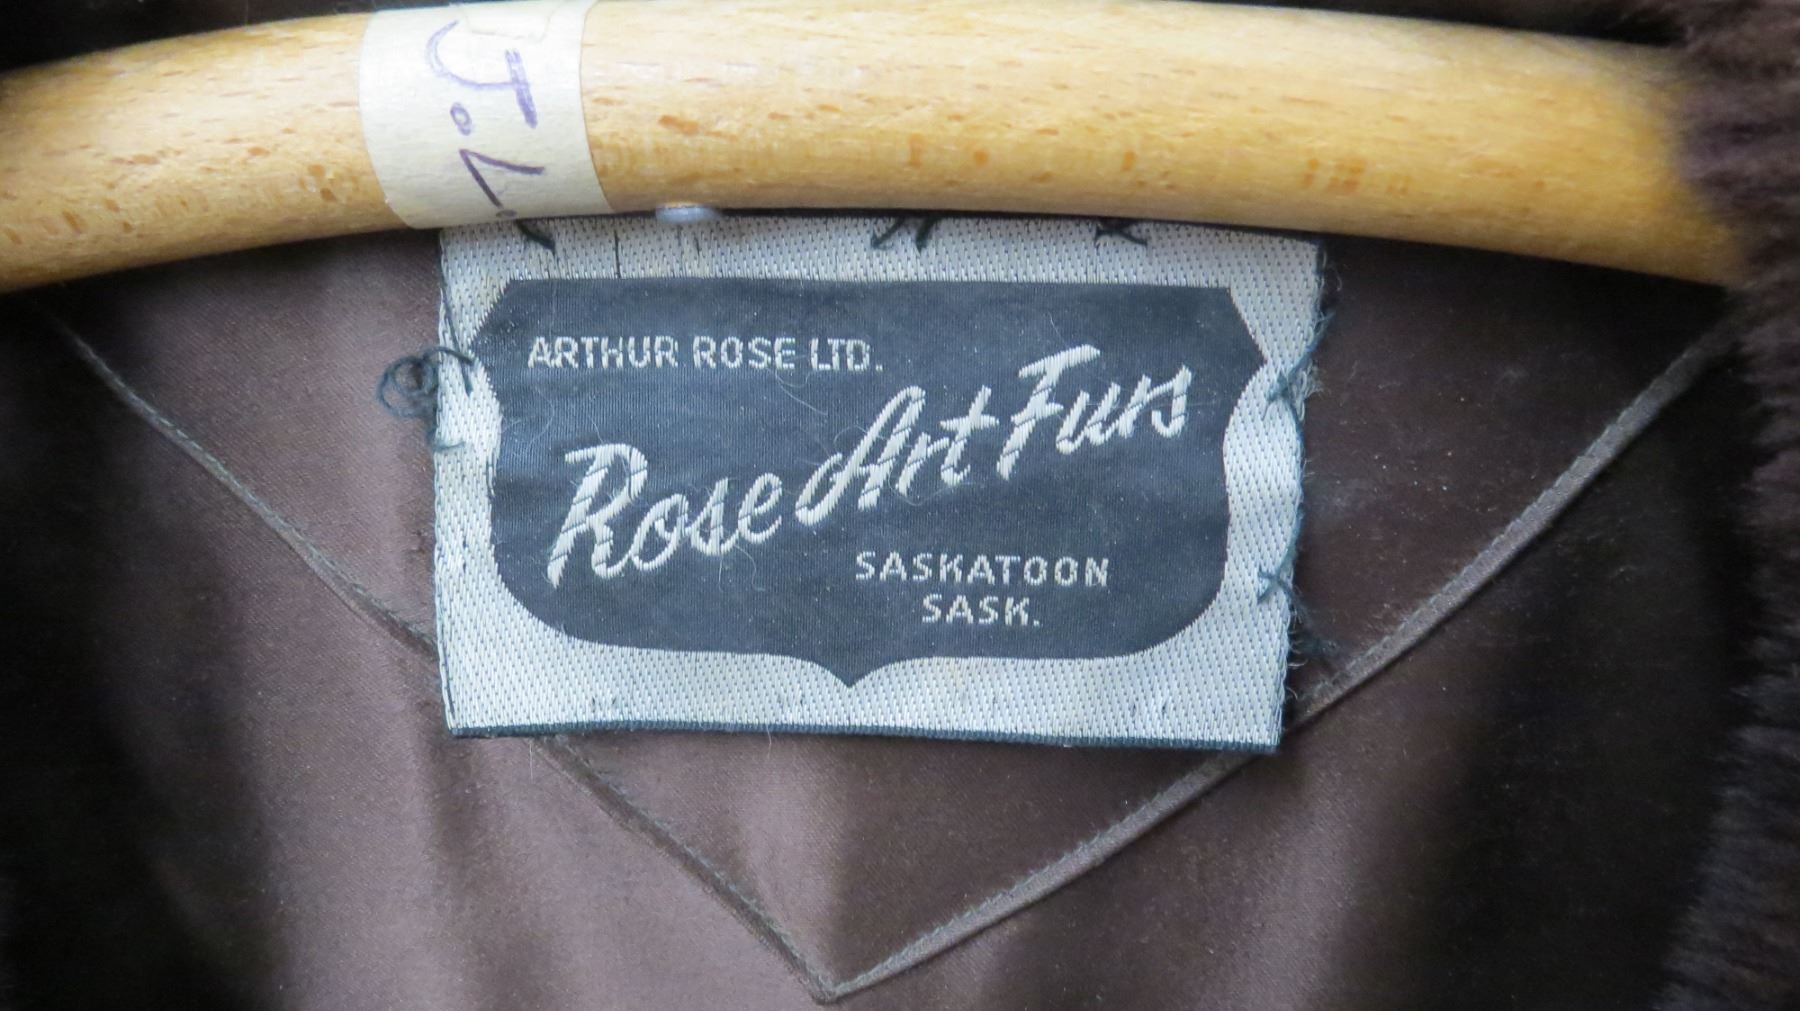 J.L.
ARTHUR ROSE LTD.
Rose Art Furs
SASKATOON
SASK.